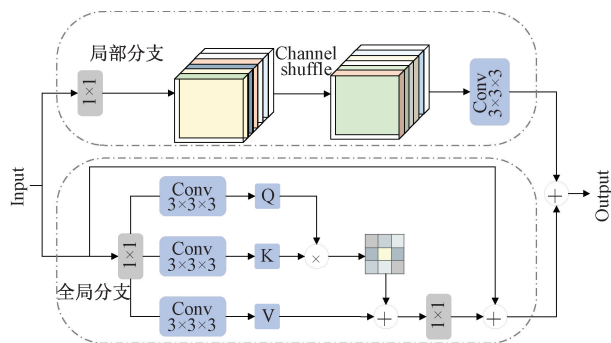 局部分支
1×1
Channel
shuffle
Conv
3×3×3
Input
Output
+
Conv
3×3×3
Q
1×1
Conv
3×3×3
K
×
全局分支
Conv
3×3×3
V
+
1×1
+